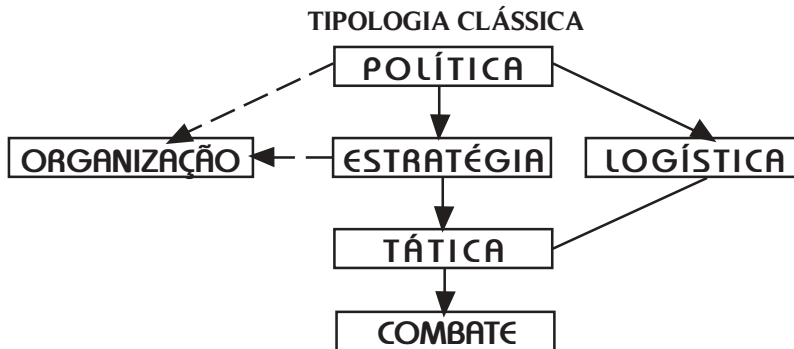 TIPOLOGIA CLÁSSICA
POLÍTICA
ORGANIZAÇÃO
ESTRATÉGIA
LOGÍSTICA
TÁTICA
COMBATE